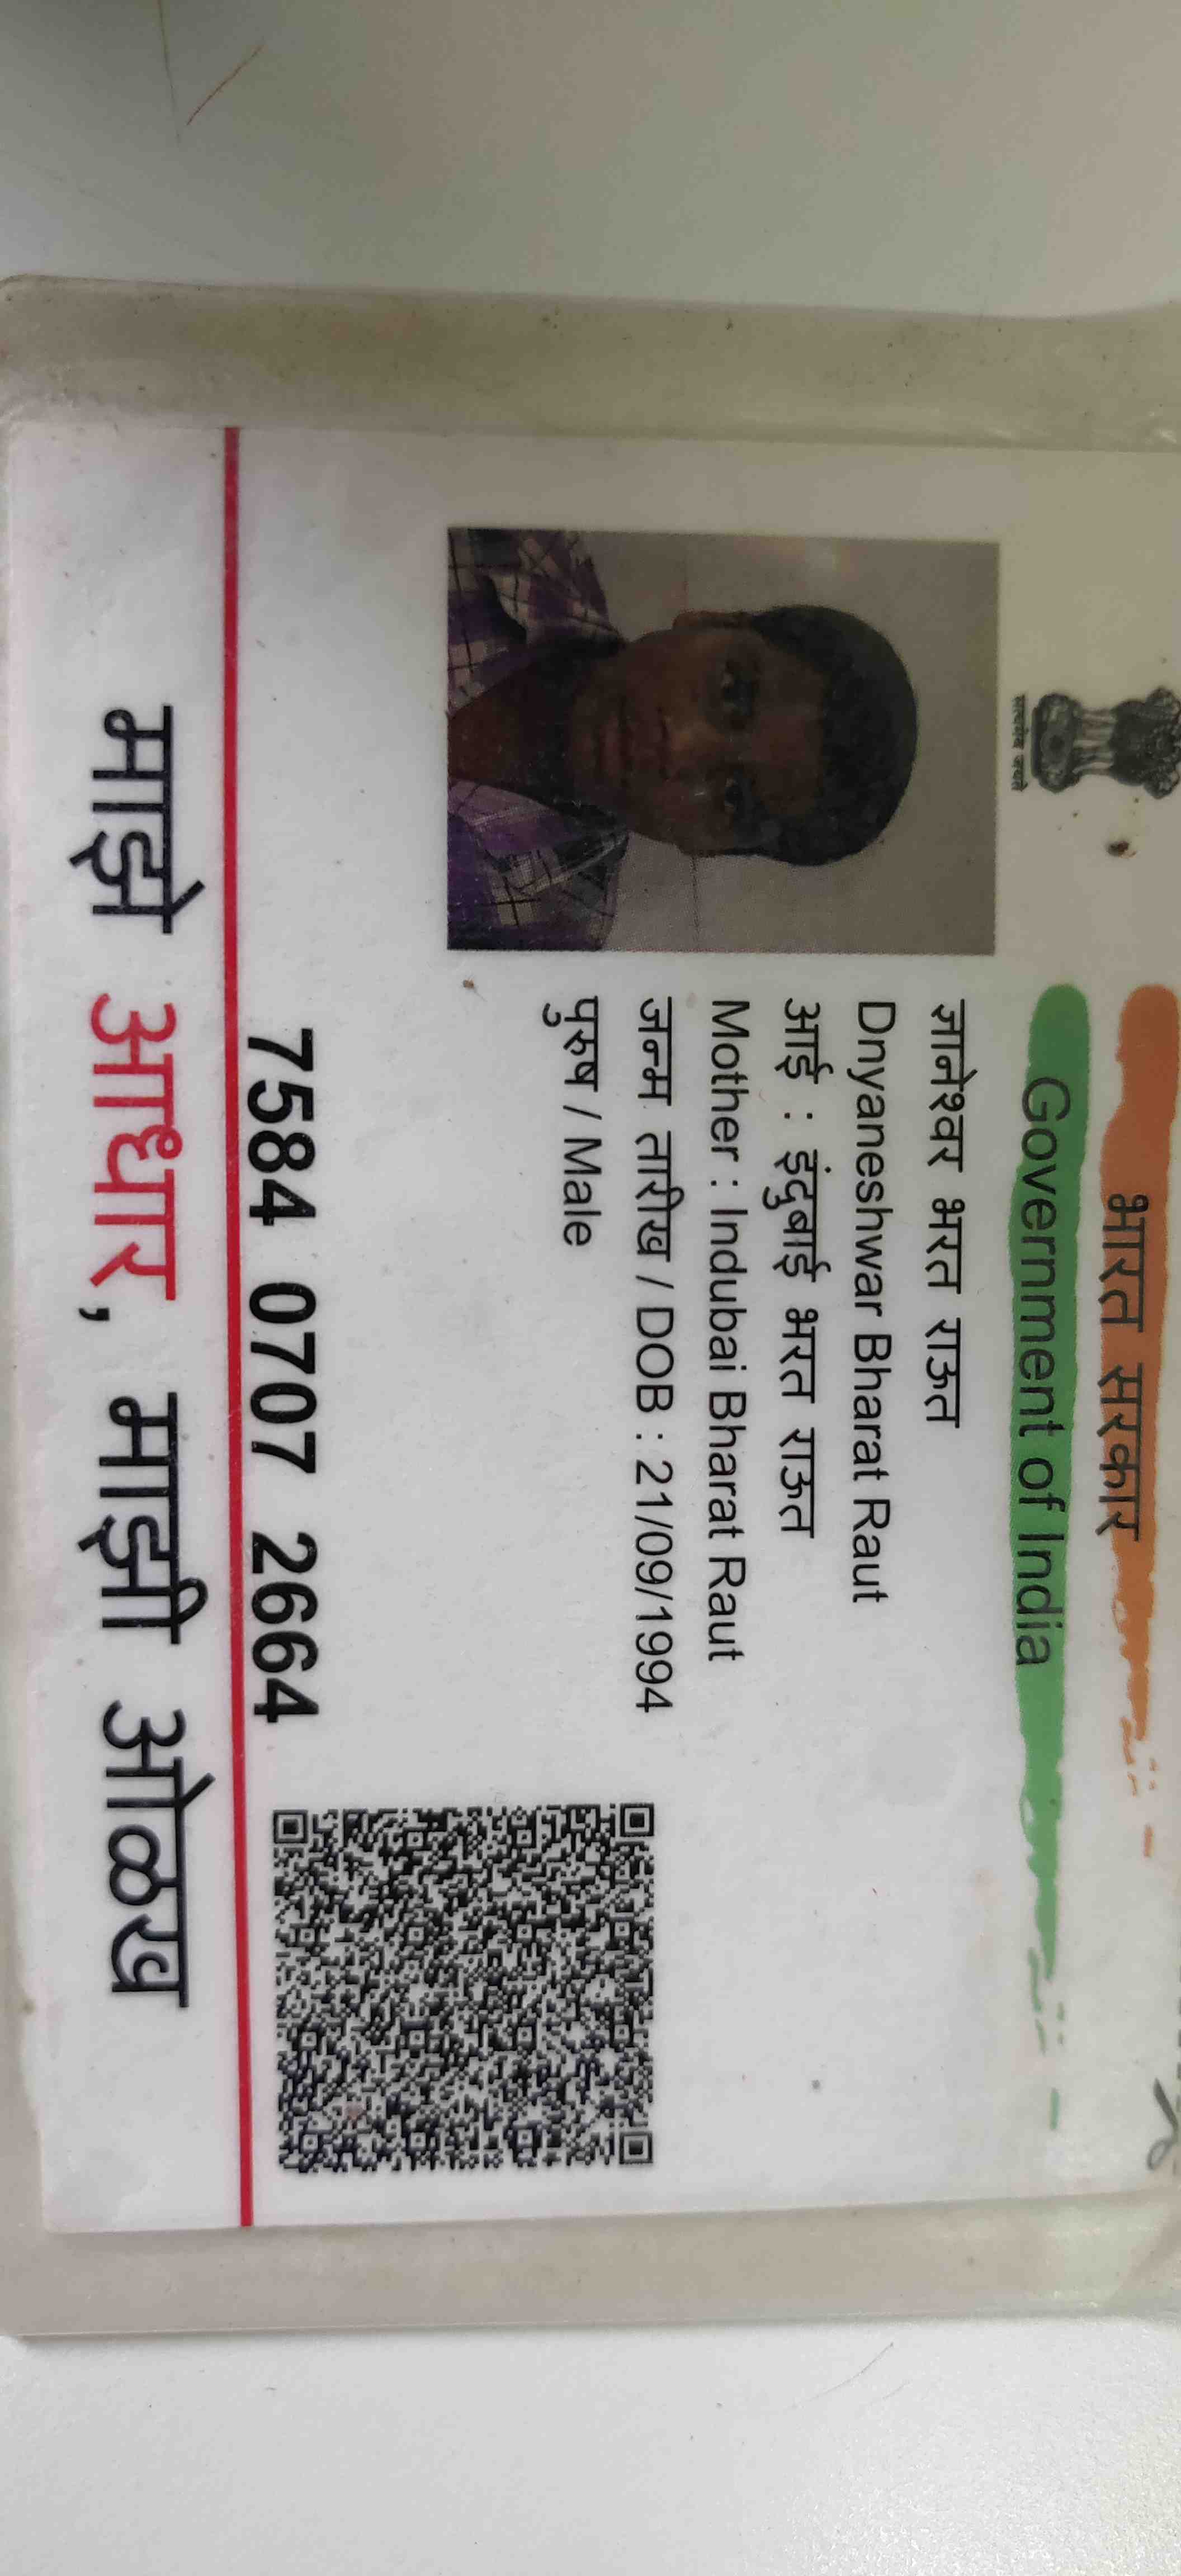 भारत सरकार
Government of India
सत्यमेव जयते
ज्ञानेश्वर भरत राऊत
Dnyaneshwar Bharat Raut
आई : इंदुबाई भरत राऊत
Mother : Indubai Bharat Raut
जन्म तारीख / DOB : 21/09/1994
पुरुष / Male
7584 0707 2664
माझे आधार, माझी ओळख